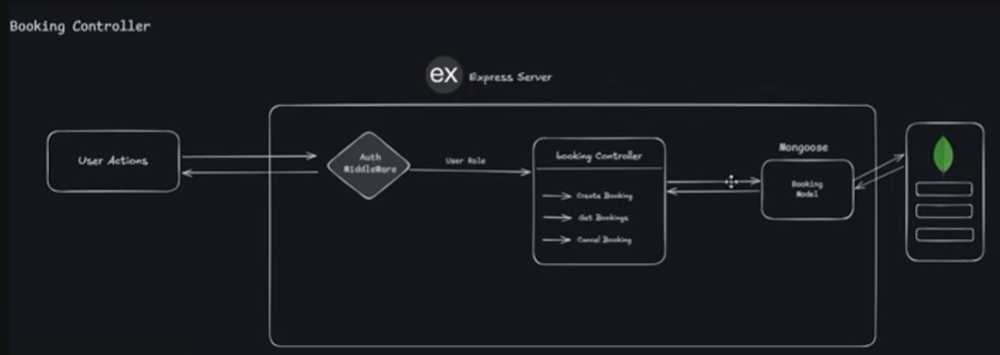 Booking Controller
ex Express Server
User Actions
Auth
MiddleWare
User Role
booking Controller
Create Booking
Get Bookings
Cancel Booking
Mongoose
Booking
Model